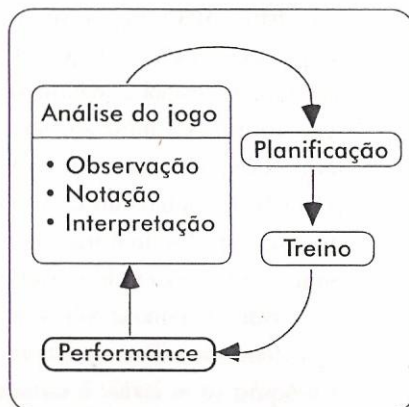 Análise do jogo
• Observação
• Notação
• Interpretação
Planificação
Treino
Performance